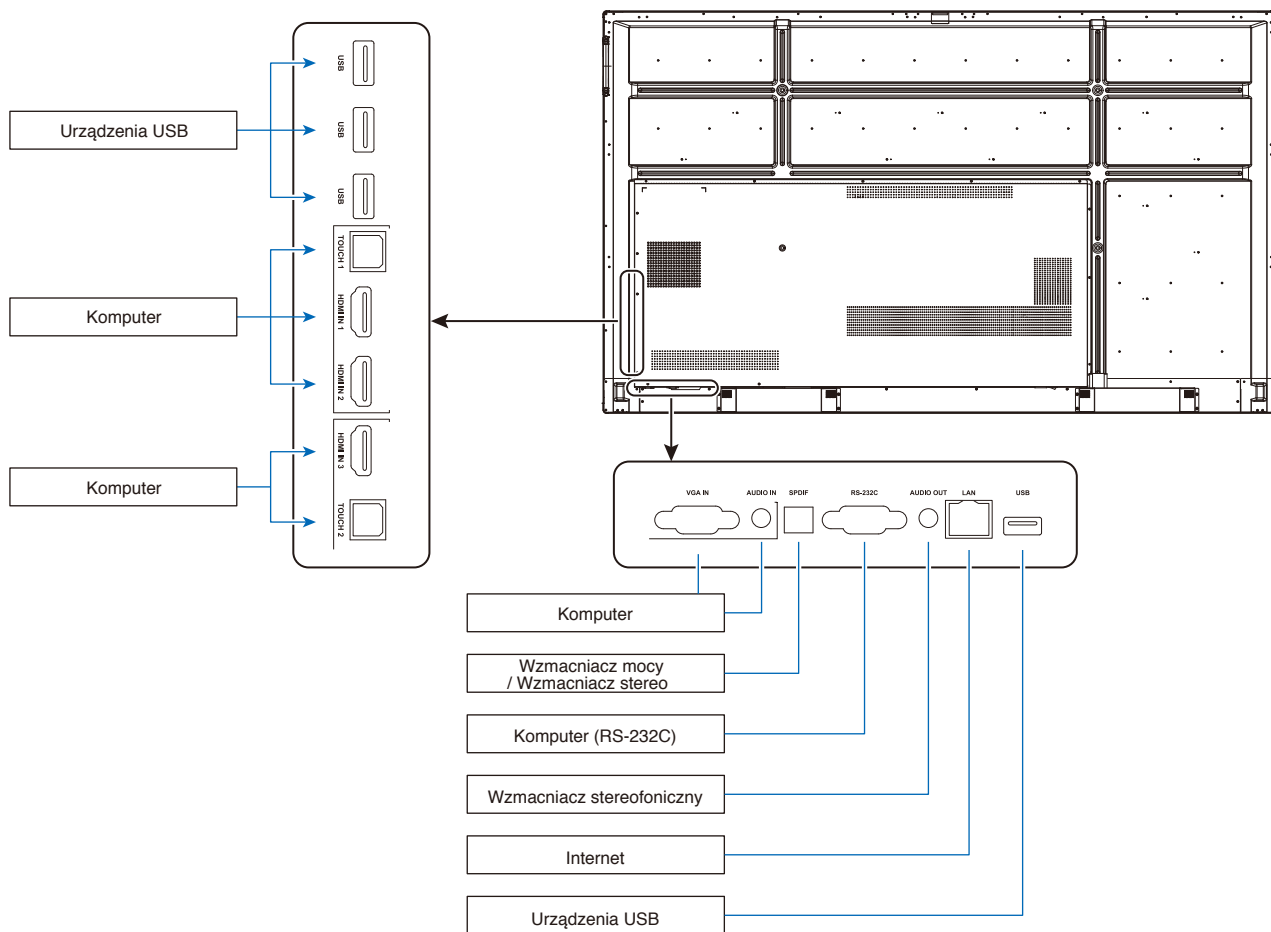 USB
Urządzenia USB
USB
USB
TOUCH 1
Komputer
HDMI IN 1
HDMI IN 2
HDMI IN 3
Komputer
TOUCH 2
VGA IN
AUDIO IN
SPDIF
RS-232C
AUDIO OUT
LAN
USB
Komputer
Wzmacniacz mocy
/ Wzmacniacz stereo
Komputer (RS-232C)
Wzmacniacz stereofoniczny
Internet
Urządzenia USB